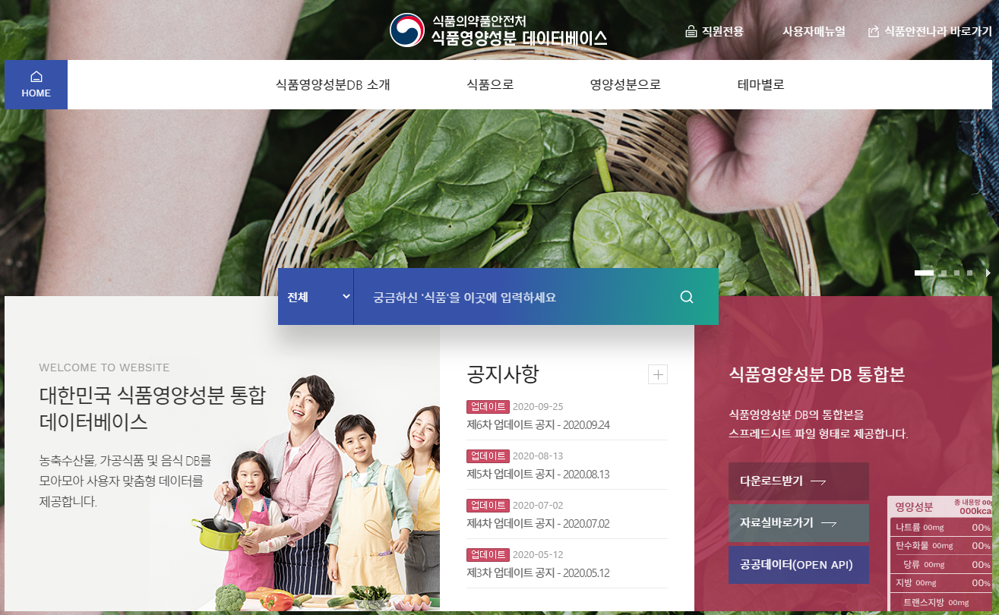 식품의약품안전처
식품영양성분 데이터베이스
직원전용
사용자매뉴얼
식품안전나라 바로가기
HOME
식품영양성분DB 소개
식품으로
영양성분으로
테마별로
전체
궁금하신 '식품'을 이곳에 입력하세요
WELCOME TO WEBSITE
대한민국 식품영양성분 통합
데이터베이스
농축수산물, 가공식품 및 음식 DB를
모아모아 사용자 맞춤형 데이터를
제공합니다.
공지사항
업데이트 2020-09-25
제6차 업데이트 공지 - 2020.09.24
업데이트 2020-08-13
제5차 업데이트 공지 - 2020.08.13
업데이트 2020-07-02
제4차 업데이트 공지 - 2020.07.02
업데이트 2020-05-12
제3차 업데이트 공지 - 2020.05.12
식품영양성분 DB 통합본
식품영양성분 DB의 통합본을
스프레드시트 파일 형태로 제공합니다.
다운로드받기
자료실바로가기
공공데이터(OPEN API)
영양성분
총 내용량 00
000kca
나트륨 00mg 00%
탄수화물 00mg 00%
당류 00mg 00%
지방 00mg 00%
트랜스지방 00mg